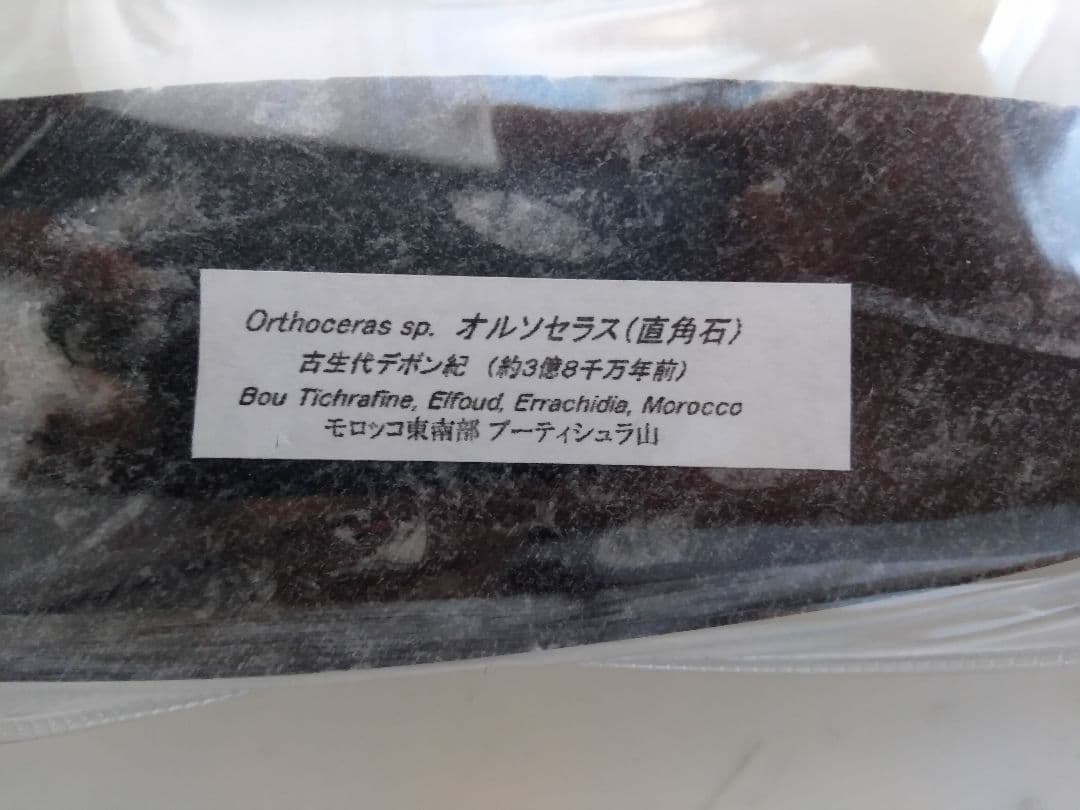 Orthoceras sp. オルソセラス(直角石)
古生代デボン紀 (約3億8千万年前)
Bou Tichrafine, Elfoud, Errachidia, Morocco
モロッコ東南部 ブーティシュラ山